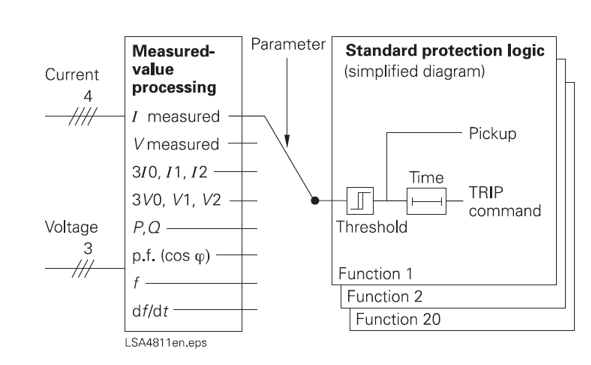 Current
4
Voltage
3
Measured-
value
processing
I measured
V measured
3I0, I1, I2
3V0, V1, V2
P,Q
p.f. (cos φ)
f
df/dt
LSA4811en.eps
Parameter
Standard protection logic
(simplified diagram)
Pickup
Time
TRIP
command
Threshold
Function 1
Function 2
Function 20